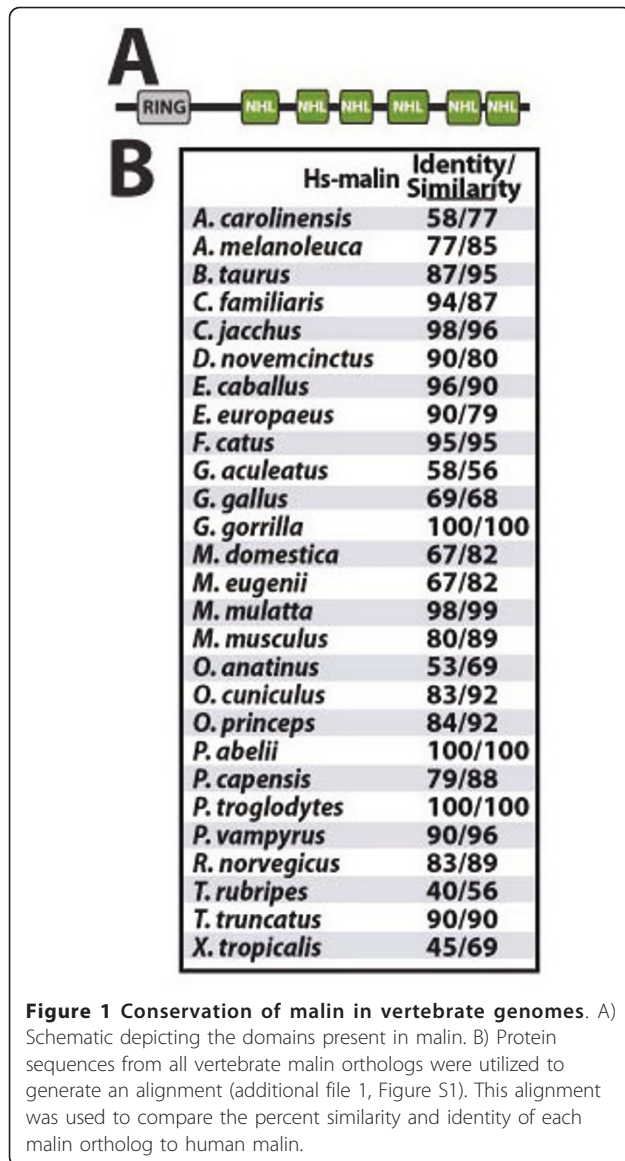 A
RING NHL NHL NHL NHL NHL NHL
B
Hs-malin Identity/
Similarity
A. carolinensis 58/77
A. melanoleuca 77/85
B. taurus 87/95
C. familiaris 94/87
C. jacchus 98/96
D. novemcinctus 90/80
E. caballus 96/90
E. europaeus 90/79
F. catus 95/95
G. aculeatus 58/56
G. gallus 69/68
G. gorrilla 100/100
M. domestica 67/82
M. eugenii 67/82
M. mulatta 98/99
M. musculus 80/89
O. anatinus 53/69
O. cuniculus 83/92
O. princeps 84/92
P. abelii 100/100
P. capensis 79/88
P. troglodytes 100/100
P. vampyrus 90/96
R. norvegicus 83/89
T. rubripes 40/56
T. truncatus 90/90
X. tropicalis 45/69
Figure 1 Conservation of malin in vertebrate genomes. A)
Schematic depicting the domains present in malin. B) Protein
sequences from all vertebrate malin orthologs were utilized to
generate an alignment (additional file 1, Figure S1). This alignment
was used to compare the percent similarity and identity of each
malin ortholog to human malin.